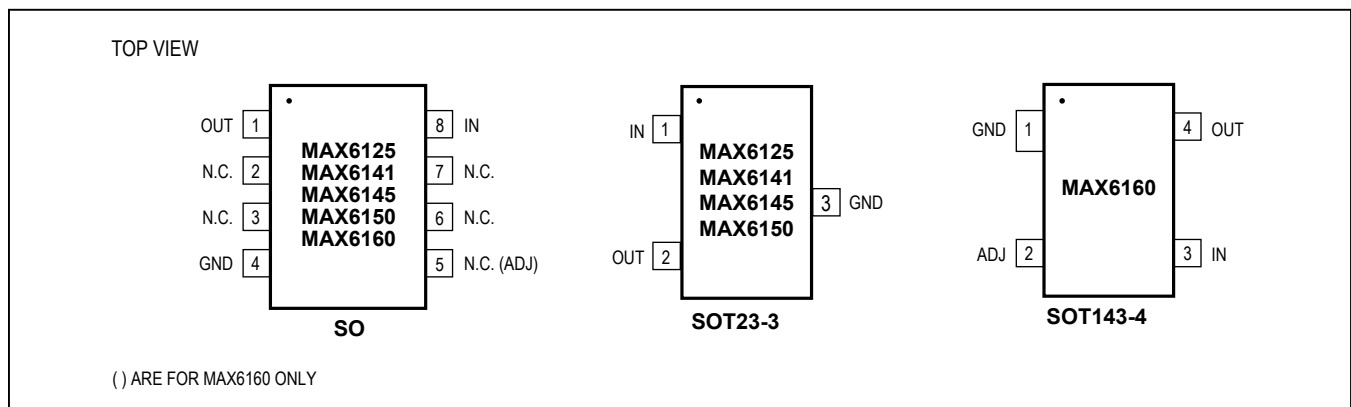 TOP VIEW
OUT 1
N.C. 2
N.C. 3
GND 4
MAX6125
MAX6141
MAX6145
MAX6150
MAX6160
8 IN
7 N.C.
6 N.C.
5 N.C. (ADJ)
SO
IN 1
OUT 2
MAX6125
MAX6141
MAX6145
MAX6150
3 GND
SOT23-3
GND 1
ADJ 2
MAX6160
4 OUT
3 IN
SOT143-4
( ) ARE FOR MAX6160 ONLY